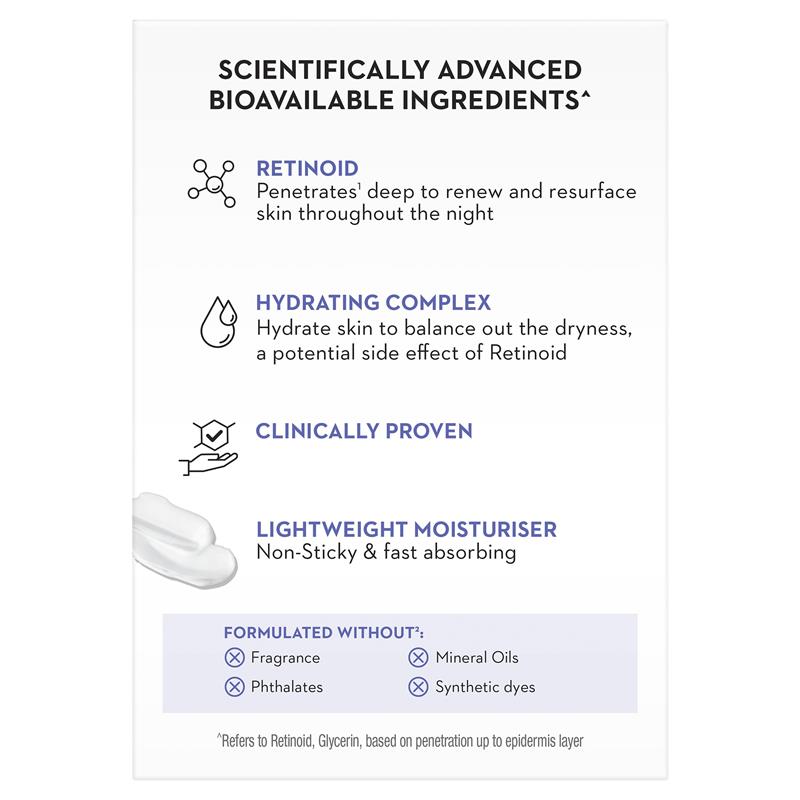 SCIENTIFICALLY ADVANCED
BIOAVAILABLE INGREDIENTS^
RETINOID
Penetrates¹ deep to renew and resurface
skin throughout the night
HYDRATING COMPLEX
Hydrate skin to balance out the dryness,
a potential side effect of Retinoid
CLINICALLY PROVEN
LIGHTWEIGHT MOISTURISER
Non-Sticky & fast absorbing
FORMULATED WITHOUT²:
Fragrance
Mineral Oils
Phthalates
Synthetic dyes
^Refers to Retinoid, Glycerin, based on penetration up to epidermis layer